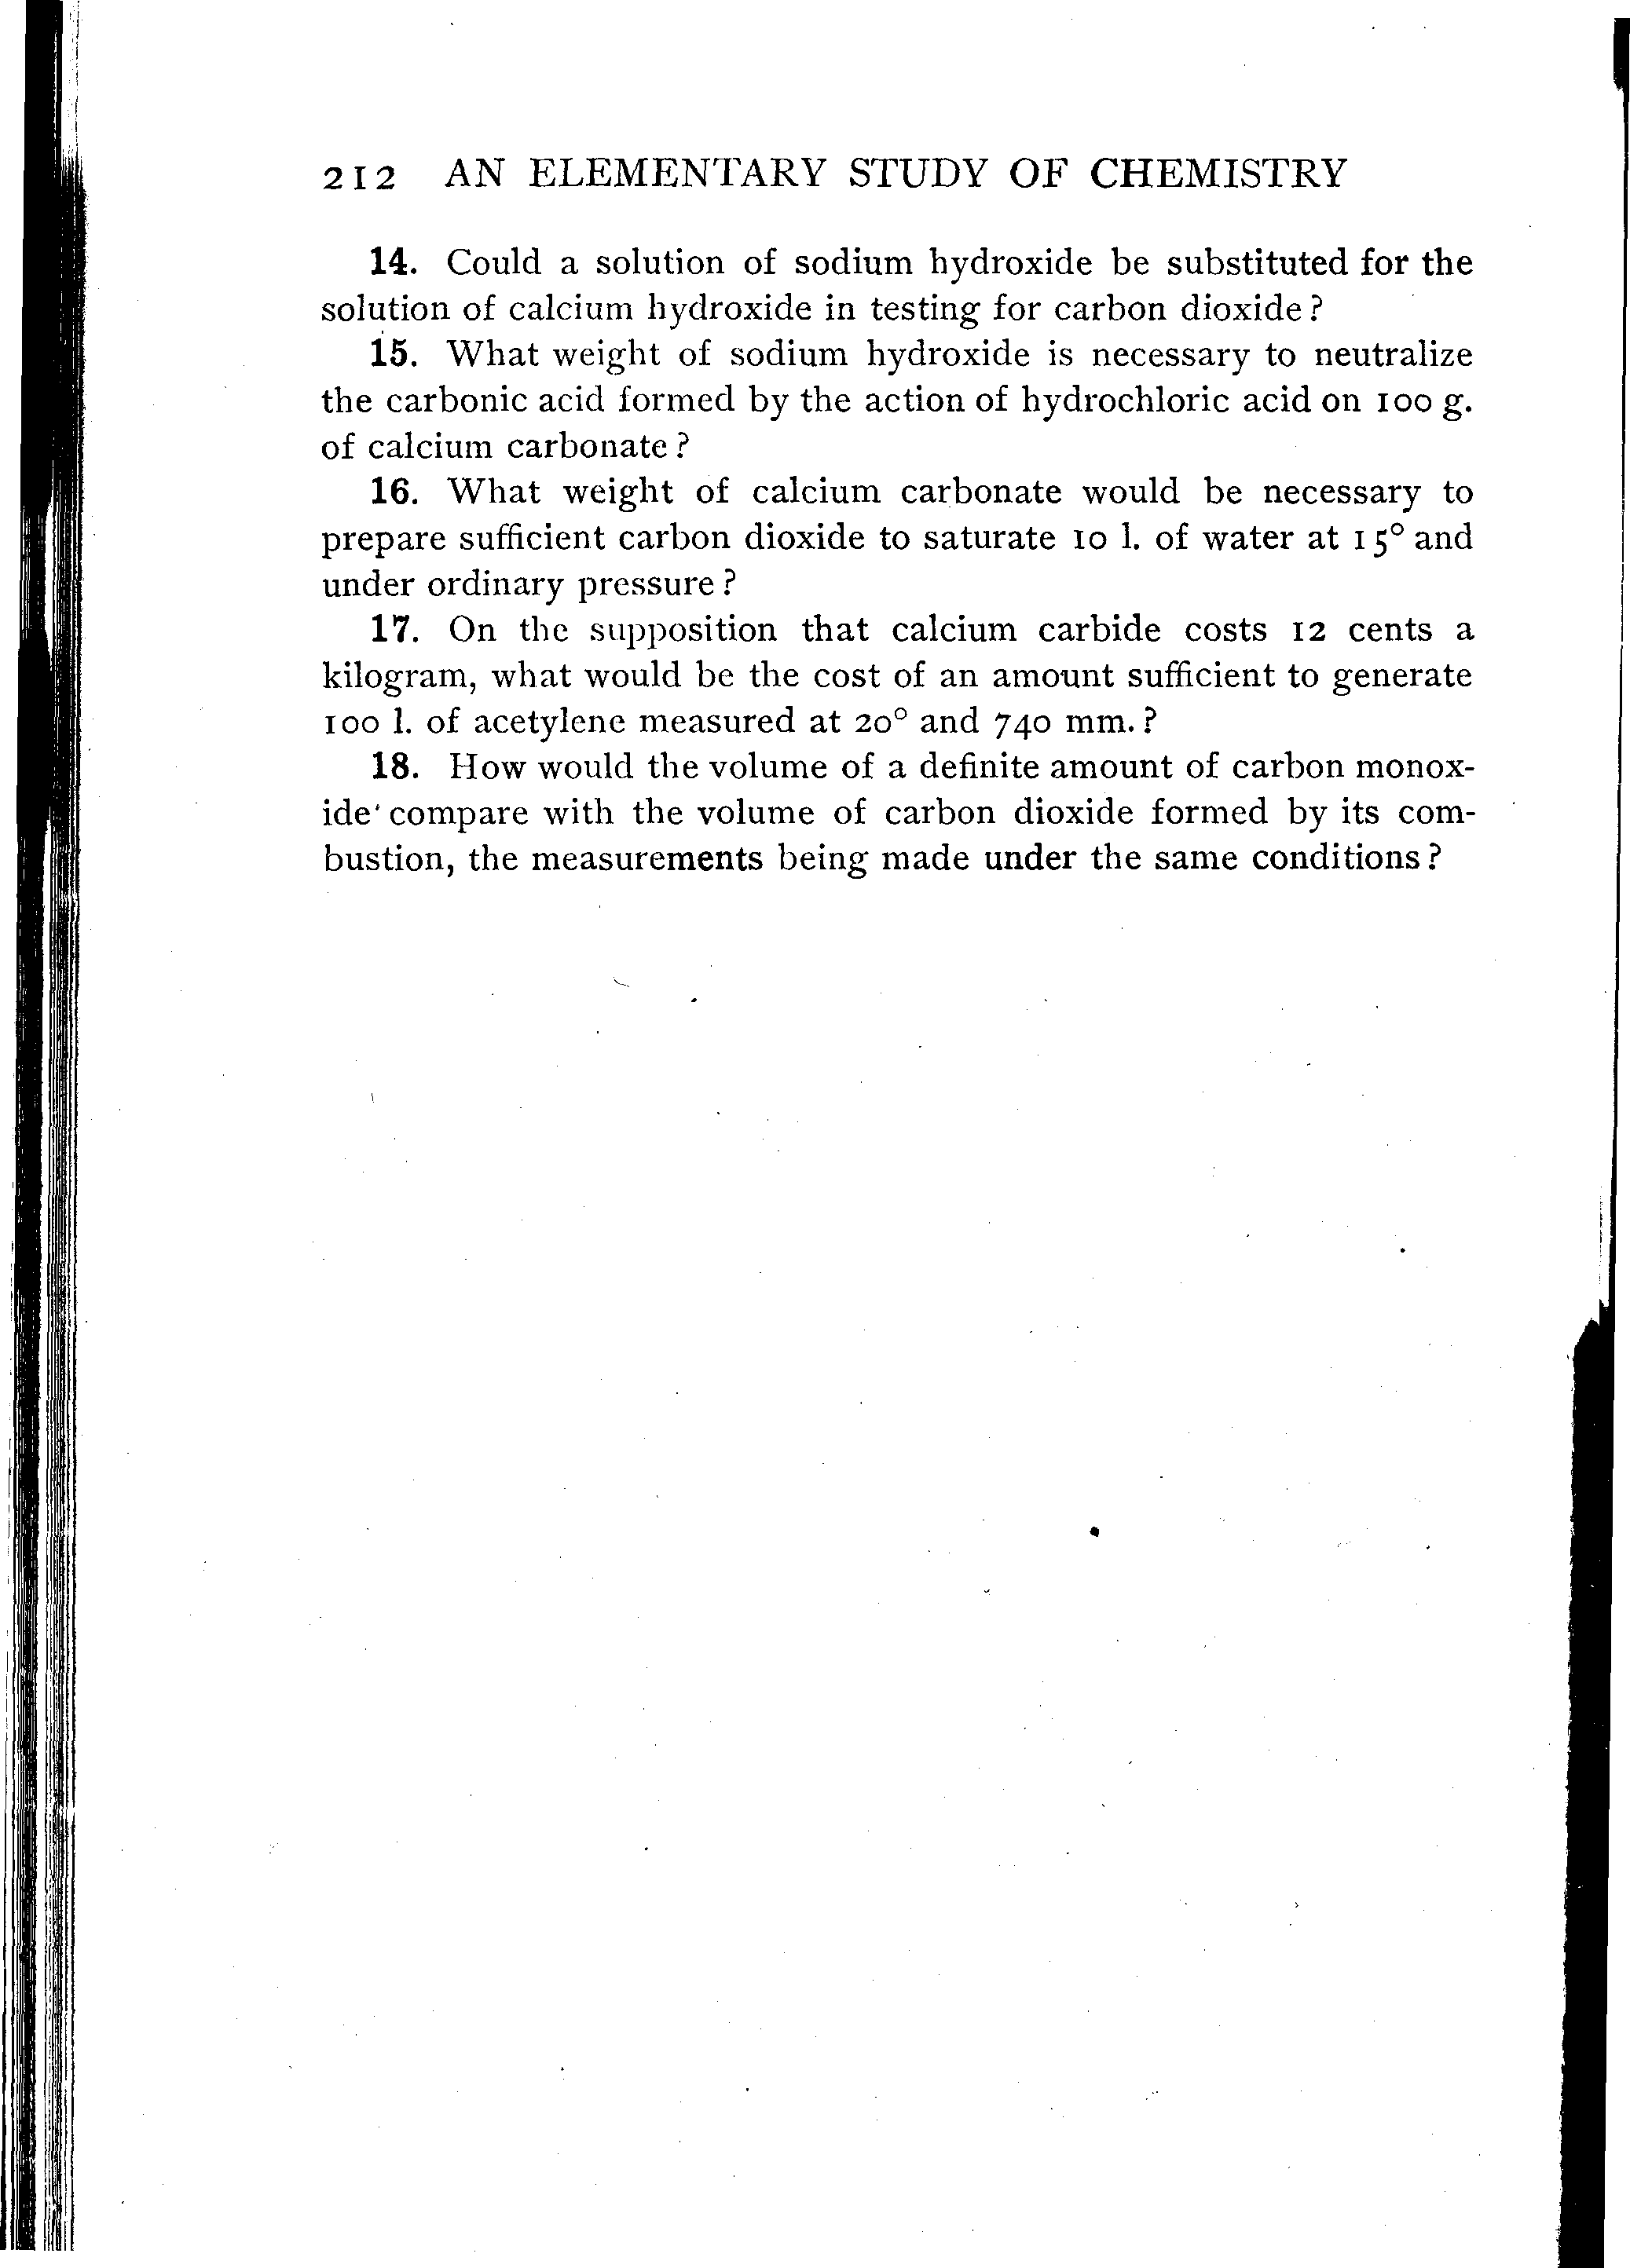 212 AN ELEMENTARY STUDY OF CHEMISTRY
14. Could a solution of sodium hydroxide be substituted for the
solution of calcium hydroxide in testing for carbon dioxide?
15. What weight of sodium hydroxide is necessary to neutralize
the carbonic acid formed by the action of hydrochloric acid on 100 g.
of calcium carbonate?
16. What weight of calcium carbonate would be necessary to
prepare sufficient carbon dioxide to saturate 10 l. of water at 15° and
under ordinary pressure?
17. On the supposition that calcium carbide costs 12 cents a
kilogram, what would be the cost of an amount sufficient to generate
100 l. of acetylene measured at 20° and 740 mm.?
18. How would the volume of a definite amount of carbon monox-
ide compare with the volume of carbon dioxide formed by its com-
bustion, the measurements being made under the same conditions?